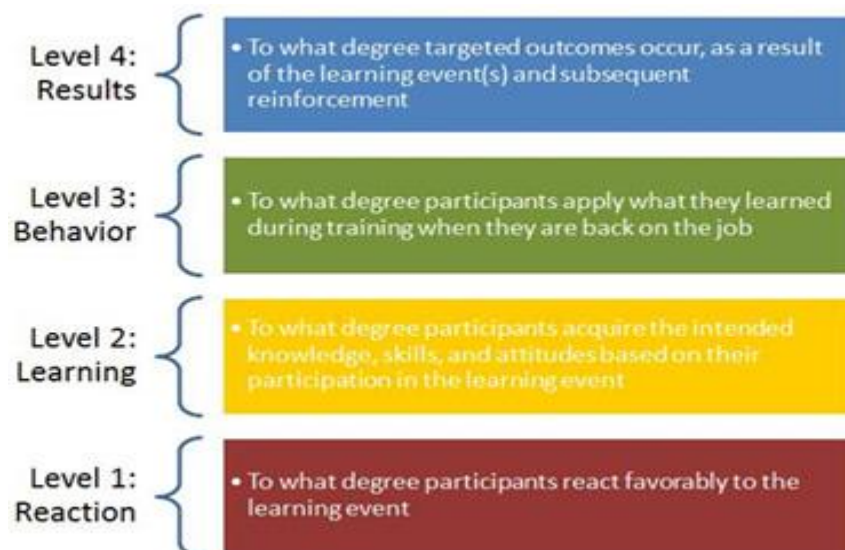 Level 4:
Results
• To what degree targeted outcomes occur, as a result
of the learning event(s) and subsequent
reinforcement
Level 3:
Behavior
• To what degree participants apply what they learned
during training when they are back on the job
Level 2:
Learning
• To what degree participants acquire the intended
knowledge, skills, and attitudes based on their
participation in the learning event
Level 1:
Reaction
• To what degree participants react favorably to the
learning event